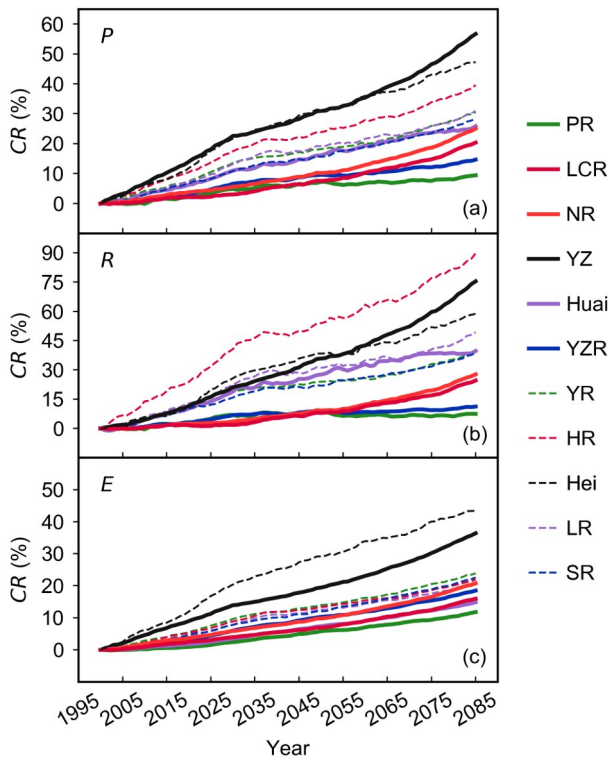 60
50
40
30
20
10
0
CR (%)
P
(a)
90
75
60
45
30
15
0
CR (%)
R
(b)
50
40
30
20
10
0
CR (%)
E
(c)
1995 2005 2015 2025 2035 2045 2055 2065 2075 2085
Year
PR
LCR
NR
YZ
Huai
YZR
YR
HR
Hei
LR
SR